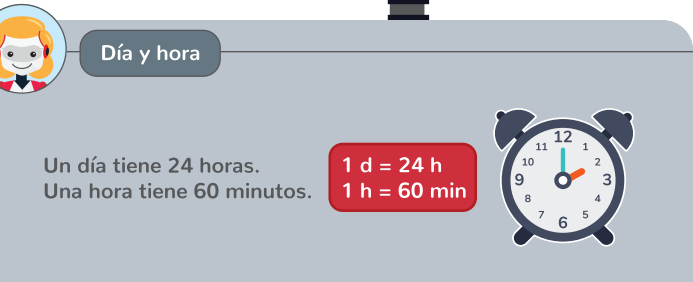 Día y hora
Un día tiene 24 horas.
Una hora tiene 60 minutos.
1 d = 24 h
1 h = 60 min
12
11 1
10 2
9 3
8 4
7 5
6